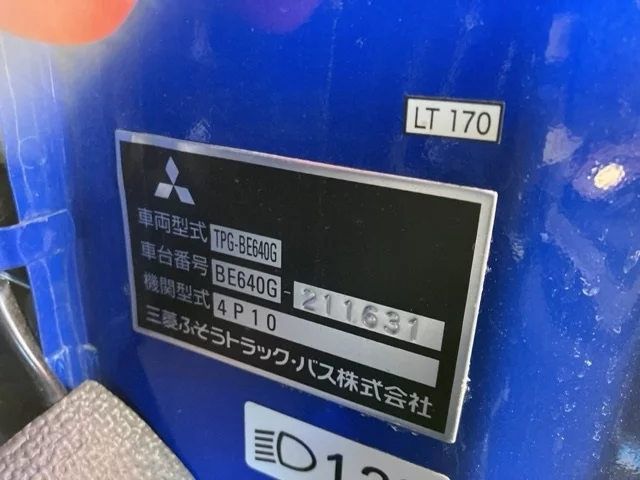 LT 170
車両型式 TPG-BE640G
車台番号 BE640G-211631
機関型式 4P10
三菱ふそうトラック・バス株式会社